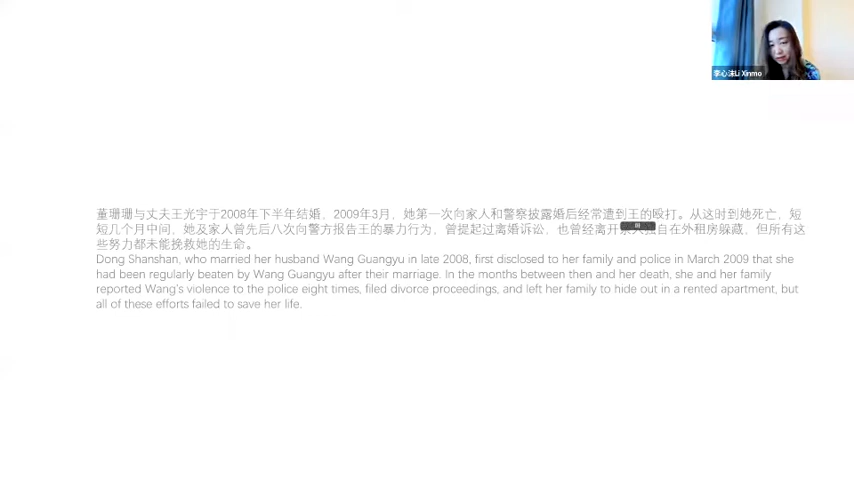 李心沫Li Xinmo
董珊珊与丈夫王光宇于2008年下半年结婚，2009年3月，她第一次向家人和警察披露婚后经常遭到王的殴打。从这时到她死亡，短
短几个月中间，她及家人曾先后八次向警方报告王的暴力行为，曾提起过离婚诉讼，也曾经离开家人独自在外租房躲藏，但所有这
些努力都未能挽救她的生命。
Dong Shanshan, who married her husband Wang Guangyu in late 2008, first disclosed to her family and police in March 2009 that she
had been regularly beaten by Wang Guangyu after their marriage. In the months between then and her death, she and her family
reported Wang's violence to the police eight times, filed divorce proceedings, and left her family to hide out in a rented apartment, but
all of these efforts failed to save her life.